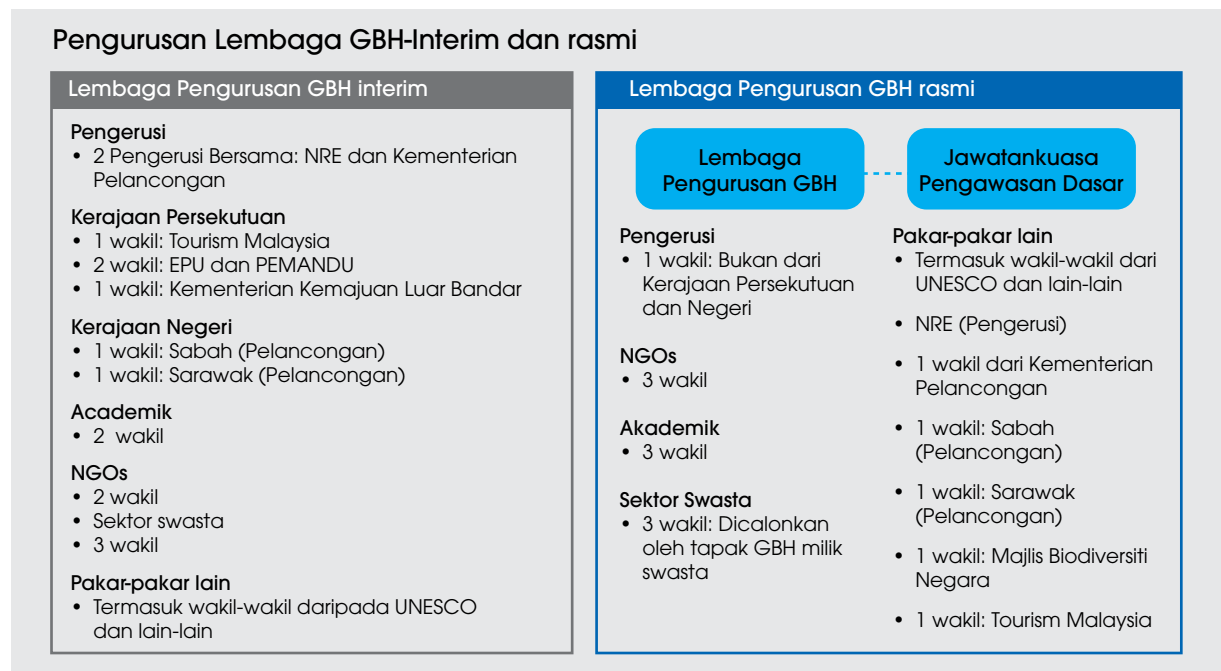 Pengurusan Lembaga GBH-Interim dan rasmi
Lembaga Pengurusan GBH interim
Pengerusi
• 2 Pengerusi Bersama: NRE dan Kementerian
Pelancongan
Kerajaan Persekutuan
• 1 wakil: Tourism Malaysia
• 2 wakil: EPU dan PEMANDU
• 1 wakil: Kementerian Kemajuan Luar Bandar
Kerajaan Negeri
• 1 wakil: Sabah (Pelancongan)
• 1 wakil: Sarawak (Pelancongan)
Academik
• 2 wakil
NGOs
• 2 wakil
• Sektor swasta
• 3 wakil
Pakar-pakar lain
• Termasuk wakil-wakil daripada UNESCO
dan lain-lain
Lembaga Pengurusan GBH rasmi
Lembaga
Pengurusan GBH
Jawatankuasa
Pengawasan Dasar
Pengerusi
• 1 wakil: Bukan dari
Kerajaan Persekutuan
dan Negeri
NGOs
• 3 wakil
Akademik
• 3 wakil
Sektor Swasta
• 3 wakil: Dicalonkan
oleh tapak GBH milik
swasta
Pakar-pakar lain
• Termasuk wakil-wakil dari
UNESCO dan lain-lain
• NRE (Pengerusi)
• 1 wakil dari Kementerian
Pelancongan
• 1 wakil: Sabah
(Pelancongan)
• 1 wakil: Sarawak
(Pelancongan)
• 1 wakil: Majlis Biodiversiti
Negara
• 1 wakil: Tourism Malaysia